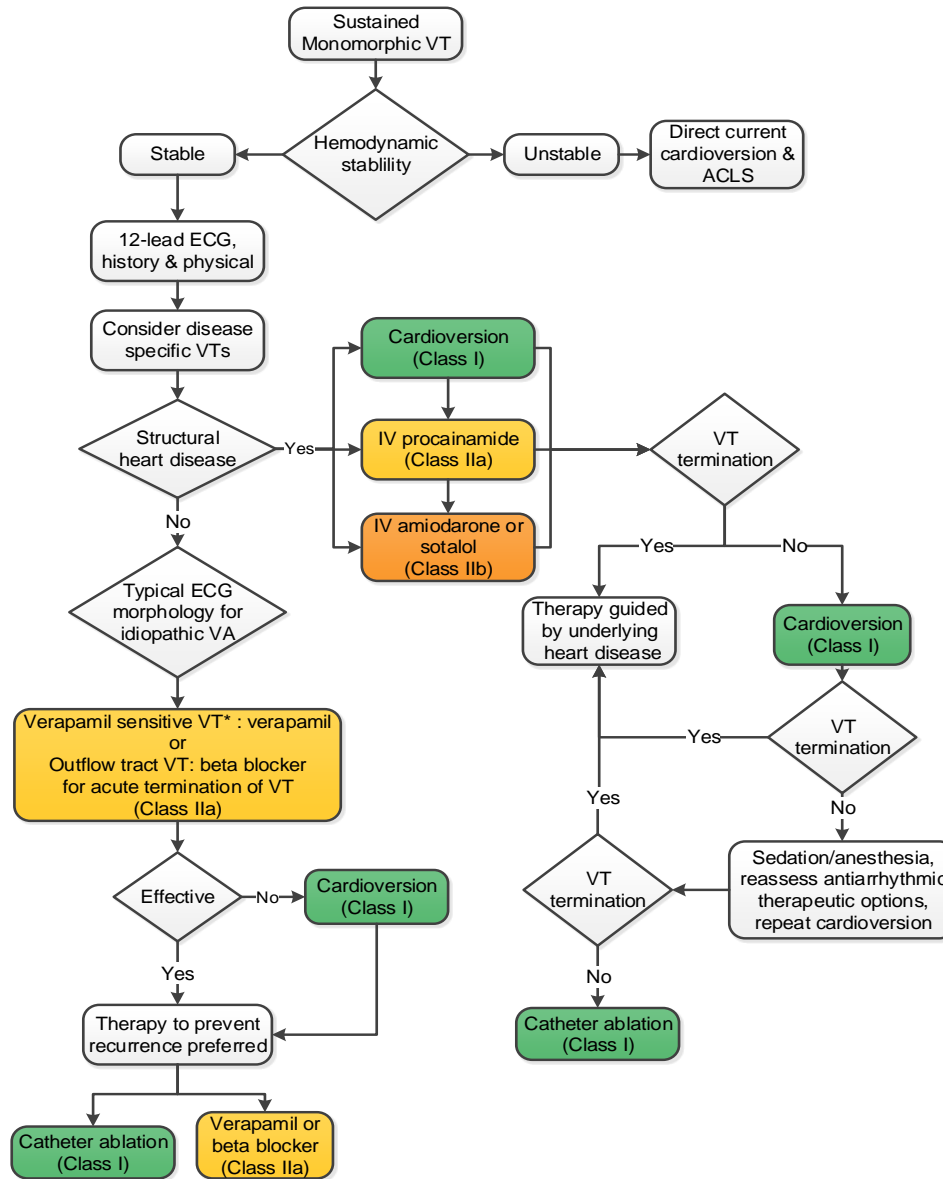 Sustained
Monomorphic VT
Hemodynamic
stablility
Stable
Unstable
Direct current
cardioversion &
ACLS
12-lead ECG,
history & physical
Consider disease
specific VTs
Structural
heart disease
Yes
Cardioversion
(Class I)
IV procainamide
(Class IIa)
IV amiodarone or
sotalol
(Class IIb)
VT
termination
Yes
No
Therapy guided
by underlying
heart disease
Cardioversion
(Class I)
VT
termination
Yes
No
Sedation/anesthesia,
reassess antiarrhythmic
therapeutic options,
repeat cardioversion
VT
termination
Yes
No
Catheter ablation
(Class I)
No
Typical ECG
morphology for
idiopathic VA
Verapamil sensitive VT* : verapamil
or
Outflow tract VT: beta blocker
for acute termination of VT
(Class IIa)
Effective
No
Cardioversion
(Class I)
Yes
Therapy to prevent
recurrence preferred
Catheter ablation
(Class I)
Verapamil or
beta blocker
(Class IIa)